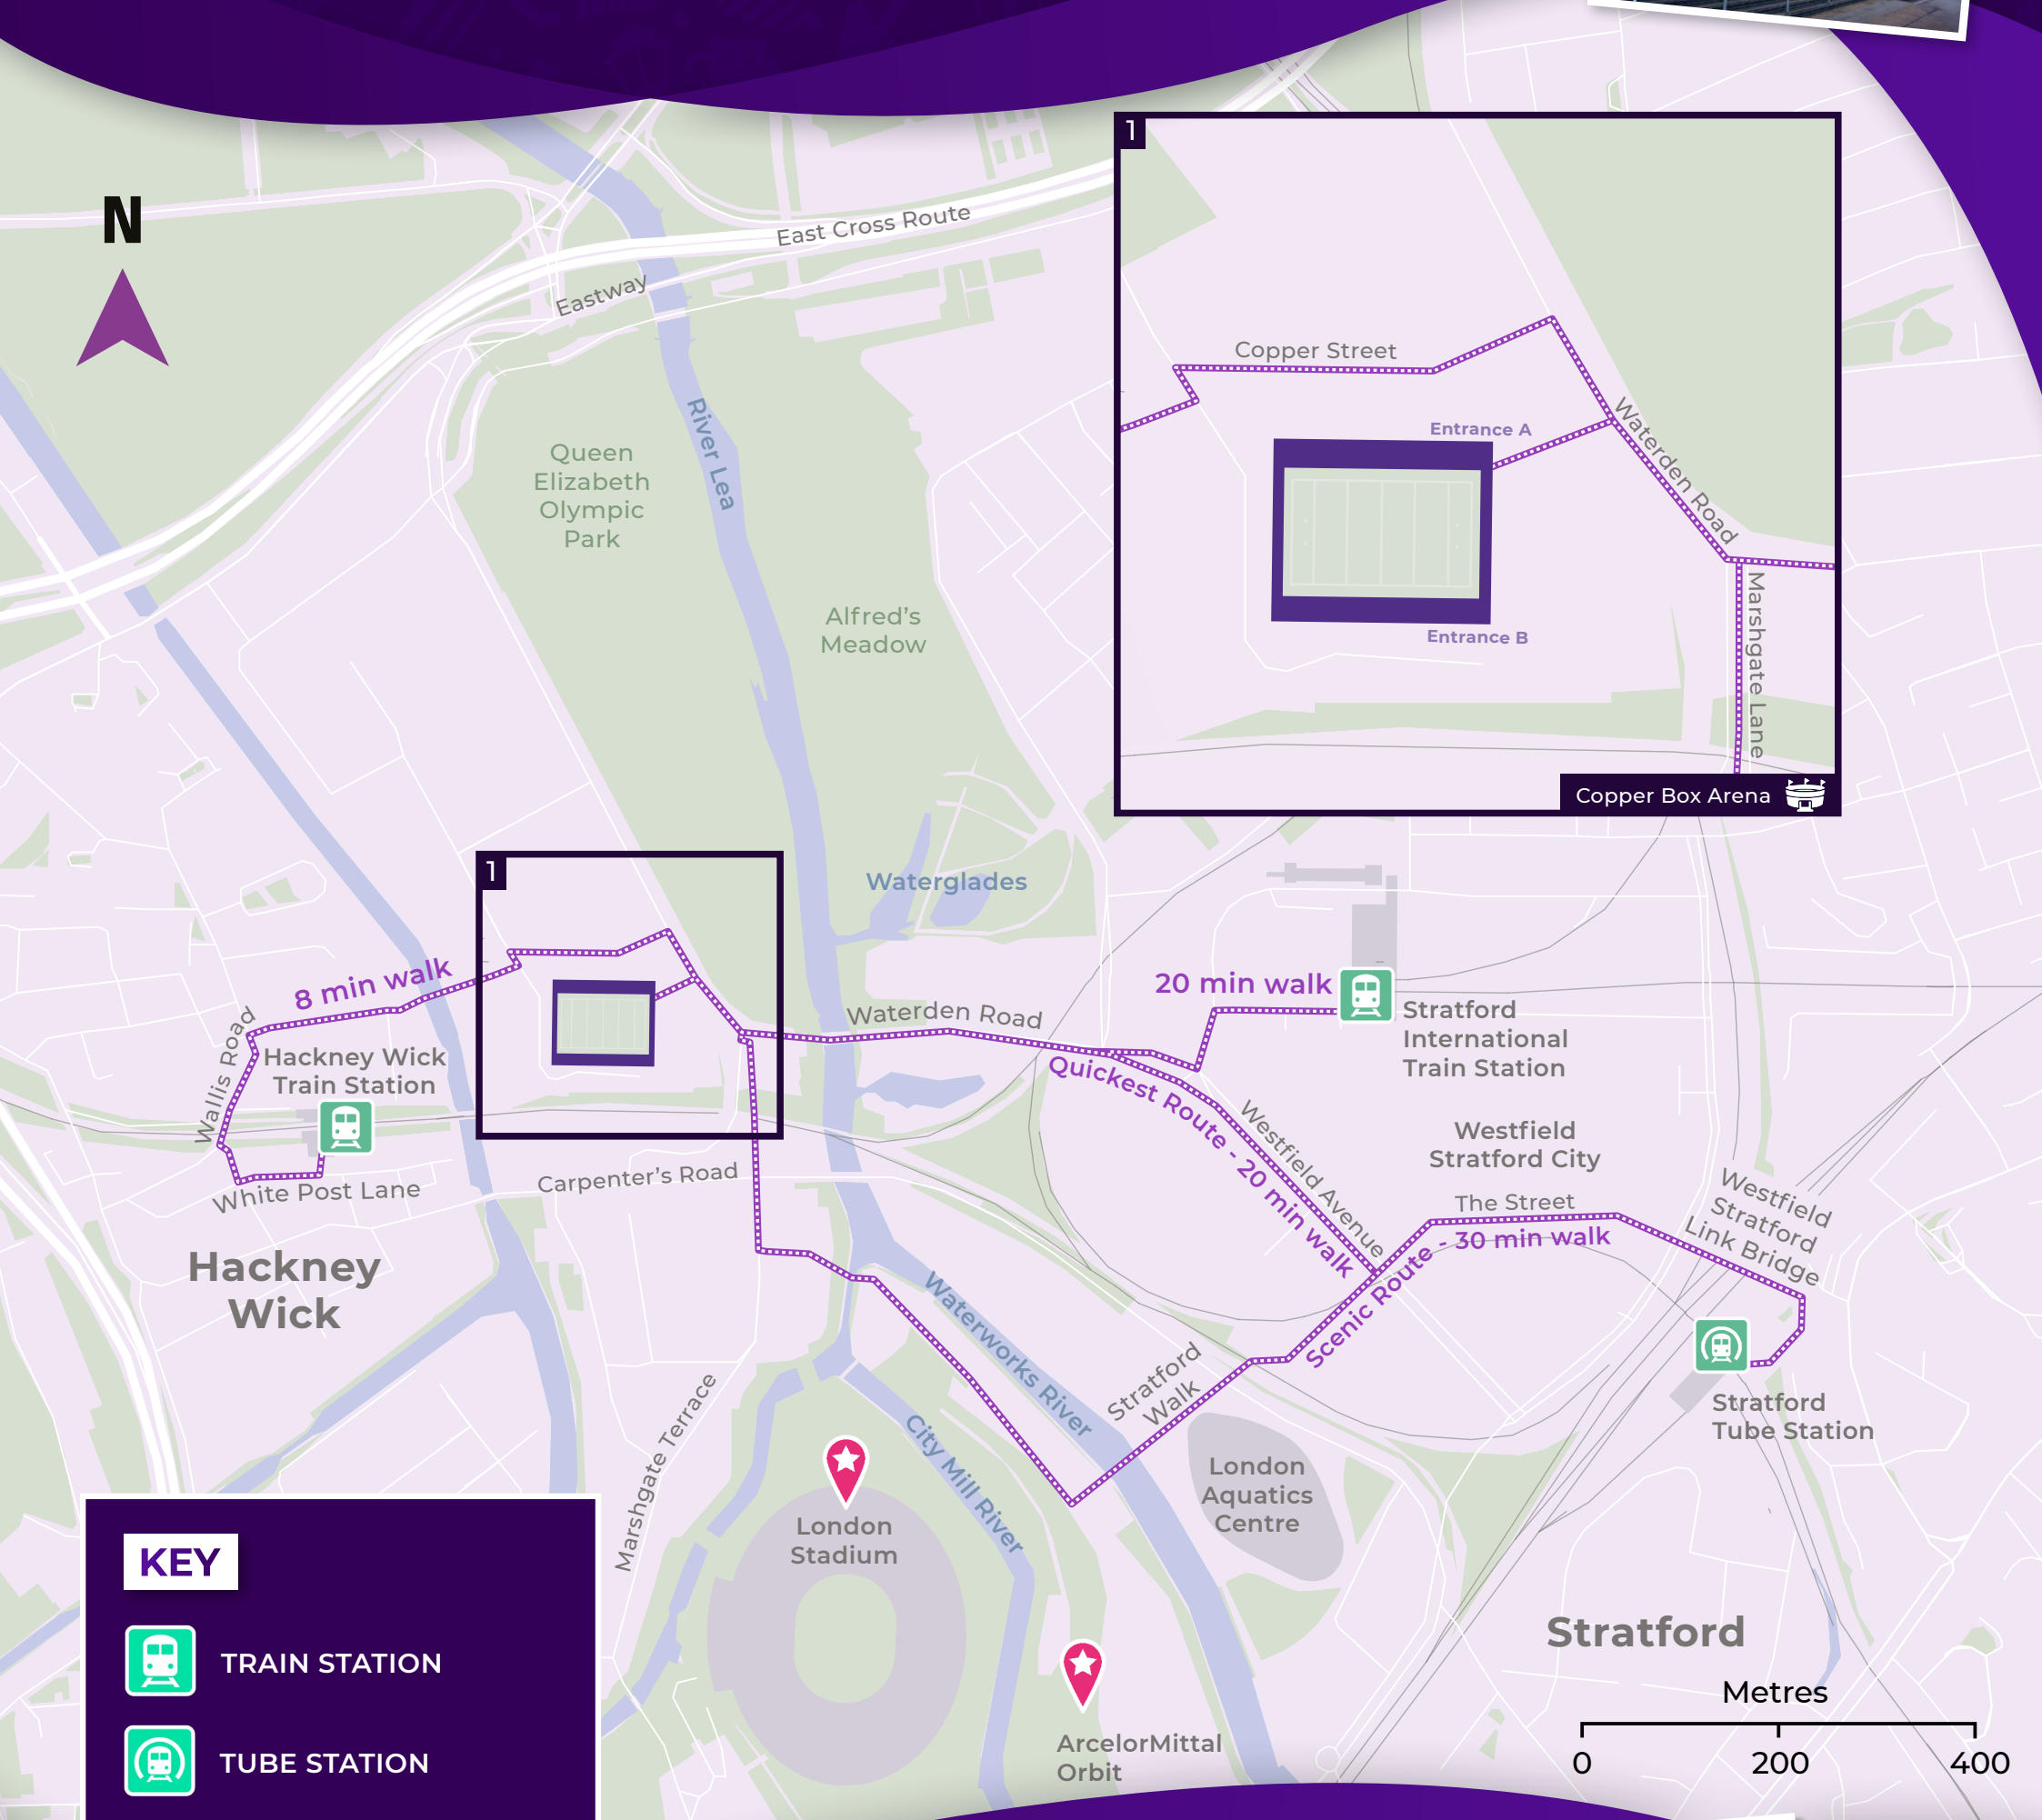 N
East Cross Route
Eastway
River Lea
Queen
Elizabeth
Olympic
Park
Alfred's
Meadow
1
Copper Street
Entrance A
Waterden Road
Entrance B
Marshgate Lane
Copper Box Arena
1
Waterglades
8 min walk
Wallis Road
Hackney Wick
Train Station
White Post Lane
Hackney
Wick
Waterden Road
20 min walk
Stratford
International
Train Station
Quickest Route - 20 min walk
Westfield Avenue
Westfield
Stratford City
The Street
Scenic Route - 30 min walk
Westfield
Stratford
Link Bridge
Carpenter's Road
Waterworks River
Stratford
Walk
Stratford
Tube Station
Marshgate Terrace
City Mill River
London
Stadium
London
Aquatics
Centre
ArcelorMittal
Orbit
Stratford
Metres
0 200 400
KEY
TRAIN STATION
TUBE STATION